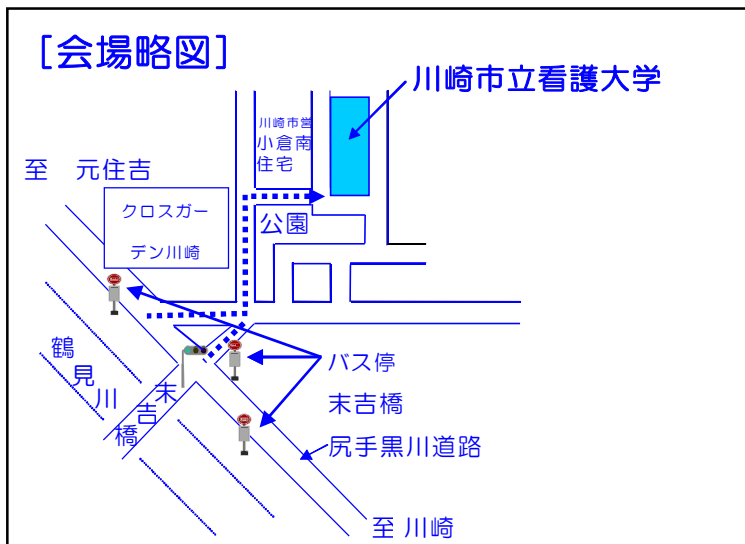 ［会場略図］
川崎市立看護大学
川崎市営
小倉南
住宅
至　元住吉
クロスガー
デン川崎
公園
鶴見川
末吉橋
バス停
末吉橋
尻手黒川道路
至 川崎